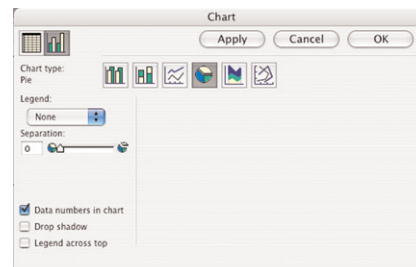 Chart
Apply Cancel OK
Chart type:
Pie
Legend:
None
Separation:
0
Data numbers in chart
Drop shadow
Legend across top